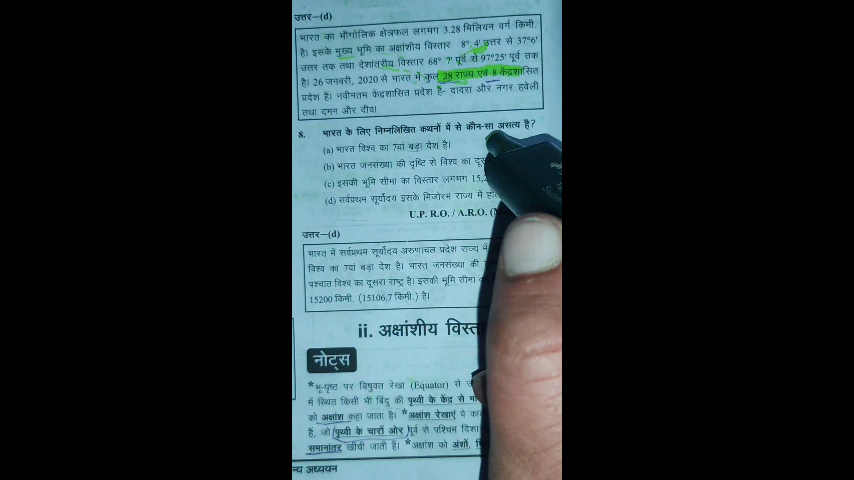 उत्तर–(d)
भारत का भौगोलिक क्षेत्रफल लगभग 3.28 मिलियन वर्ग किमी.
है। इसके मुख्य भूमि का अक्षांशीय विस्तार 8°, 4' उत्तर से 37°6'
उत्तर तक तथा देशांतरीय विस्तार 68° 7' पूर्व से 97°25' पूर्व तक
है। 26 जनवरी, 2020 से भारत में कुल 28 राज्य एवं 8 केंद्रशासित
प्रदेश हैं। नवीनतम केंद्रशासित प्रदेश है- दादरा और नगर हवेली
तथा दमन और दीव।
8. भारत के लिए निम्नलिखित कथनों में से कौन-सा असत्य है?
(a) भारत विश्व का 7वां बड़ा देश है।
(b) भारत जनसंख्या की दृष्टि से विश्व का
(c) इसकी भूमि सीमा का विस्तार लगभग
(d) सर्वप्रथम सूर्योदय इसके मिजोरम राज्य में
U.P. R.O. / A.R.O.
उत्तर–(d)
भारत में सर्वप्रथम सूर्योदय अरुणाचल प्रदेश राज्य में
विश्व का 7वां बड़ा देश है। भारत जनसंख्या की
पश्चात विश्व का दूसरा राष्ट्र है। इसकी भूमि सीमा
15200 किमी. (15106.7 किमी.) है।
ii. अक्षांशीय
नोट्स
*भू-पृष्ठ पर विषुवत रेखा (Equator) से
में स्थित किसी भी बिंदु की पृथ्वी के केंद्र से
को अक्षांश कहा जाता है। *अक्षांश रेखाएं वे
हैं, जो पृथ्वी के चारों ओर पूर्व से पश्चिम दिशा
समानांतर खींची जाती हैं। *अक्षांश को अंशों,
अध्ययन